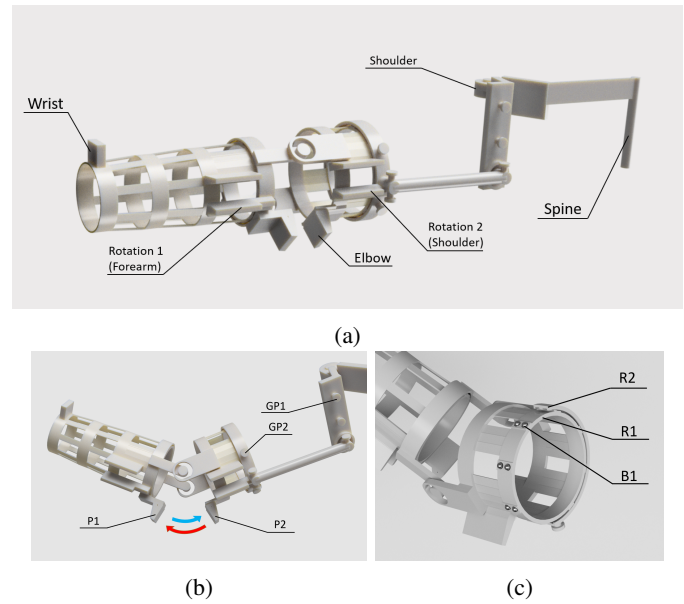 Shoulder
Wrist
Spine
Rotation 1
(Forearm)
Rotation 2
(Shoulder)
Elbow
(a)
GP1
GP2
P1
P2
(b)
R2
R1
B1
(c)